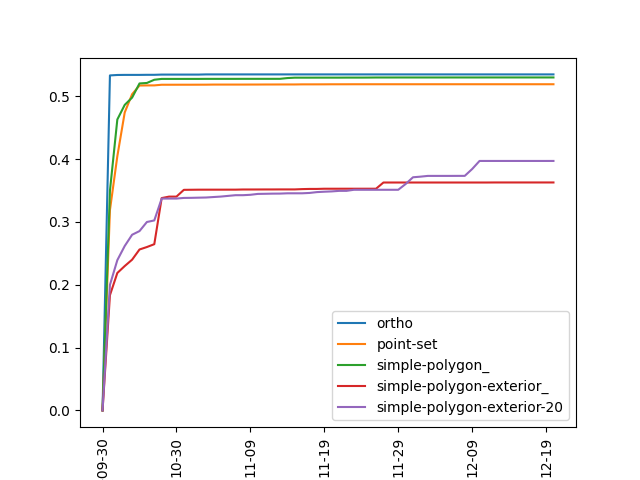 0.5
0.4
0.3
0.2
0.1
0.0
ortho
point-set
simple-polygon_
simple-polygon-exterior_
simple-polygon-exterior-20
09-30
10-30
11-09
11-19
11-29
12-09
12-19